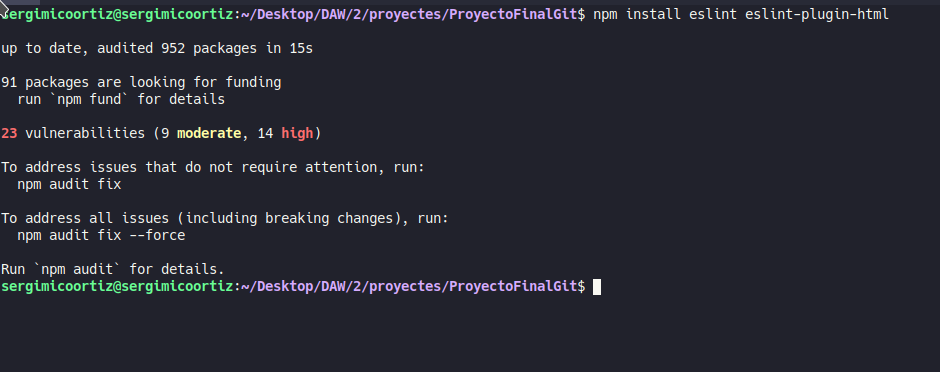 sergimicoortiz@sergimicoortiz:~/Desktop/DAW/2/proyectes/ProyectoFinalGit$ npm install eslint eslint-plugin-html
up to date, audited 952 packages in 15s
91 packages are looking for funding
  run `npm fund` for details
23 vulnerabilities (9 moderate, 14 high)
To address issues that do not require attention, run:
  npm audit fix
To address all issues (including breaking changes), run:
  npm audit fix --force
Run `npm audit` for details.
sergimicoortiz@sergimicoortiz:~/Desktop/DAW/2/proyectes/ProyectoFinalGit$